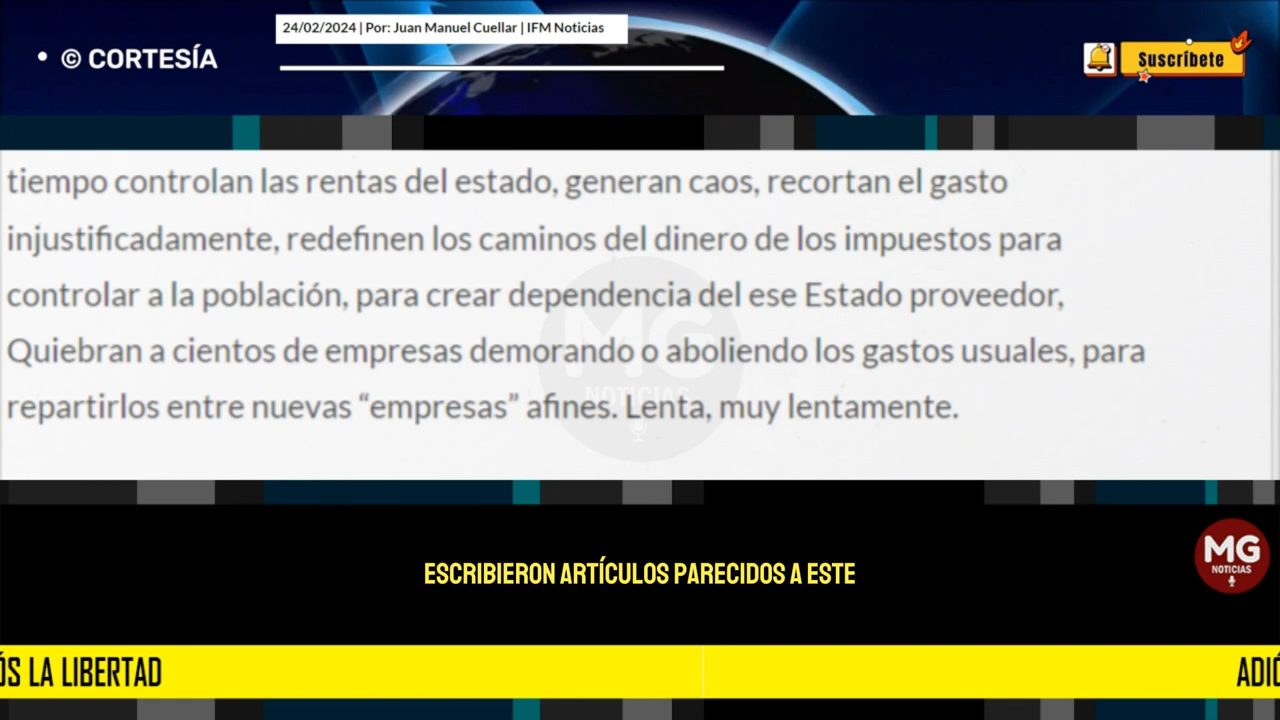 24/02/2024 | Por: Juan Manuel Cuellar | IFM Noticias
• © CORTESÍA
Suscríbete
tiempo controlan las rentas del estado, generan caos, recortan el gasto
injustificadamente, redefinen los caminos del dinero de los impuestos para
controlar a la población, para crear dependencia del ese Estado proveedor,
Quiebran a cientos de empresas demorando o aboliendo los gastos usuales, para
repartirlos entre nuevas “empresas” afines. Lenta, muy lentamente.
MG
NOTICIAS
ESCRIBIERON ARTÍCULOS PARECIDOS A ESTE
MG
NOTICIAS
ÓS LA LIBERTAD
ADIÓ